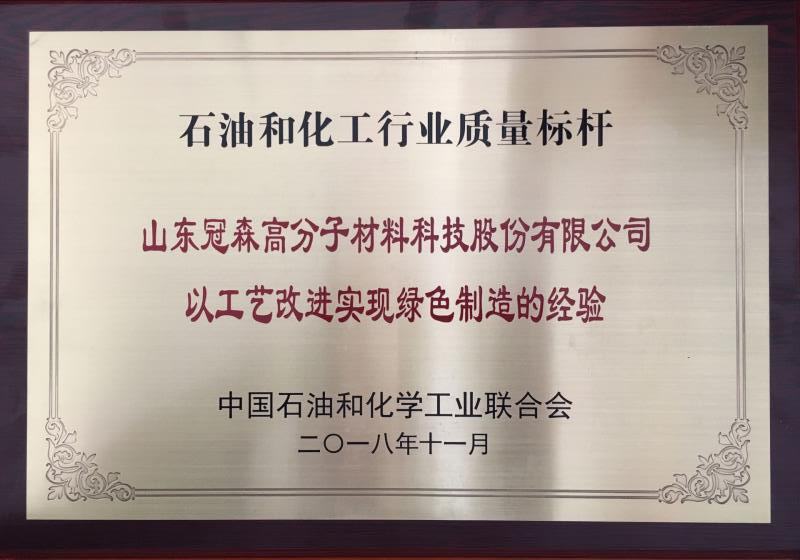 石油和化工行业质量标杆
山东冠森高分子材料科技股份有限公司
以工艺改进实现绿色制造的经验
中国石油和化学工业联合会
二〇一八年十一月